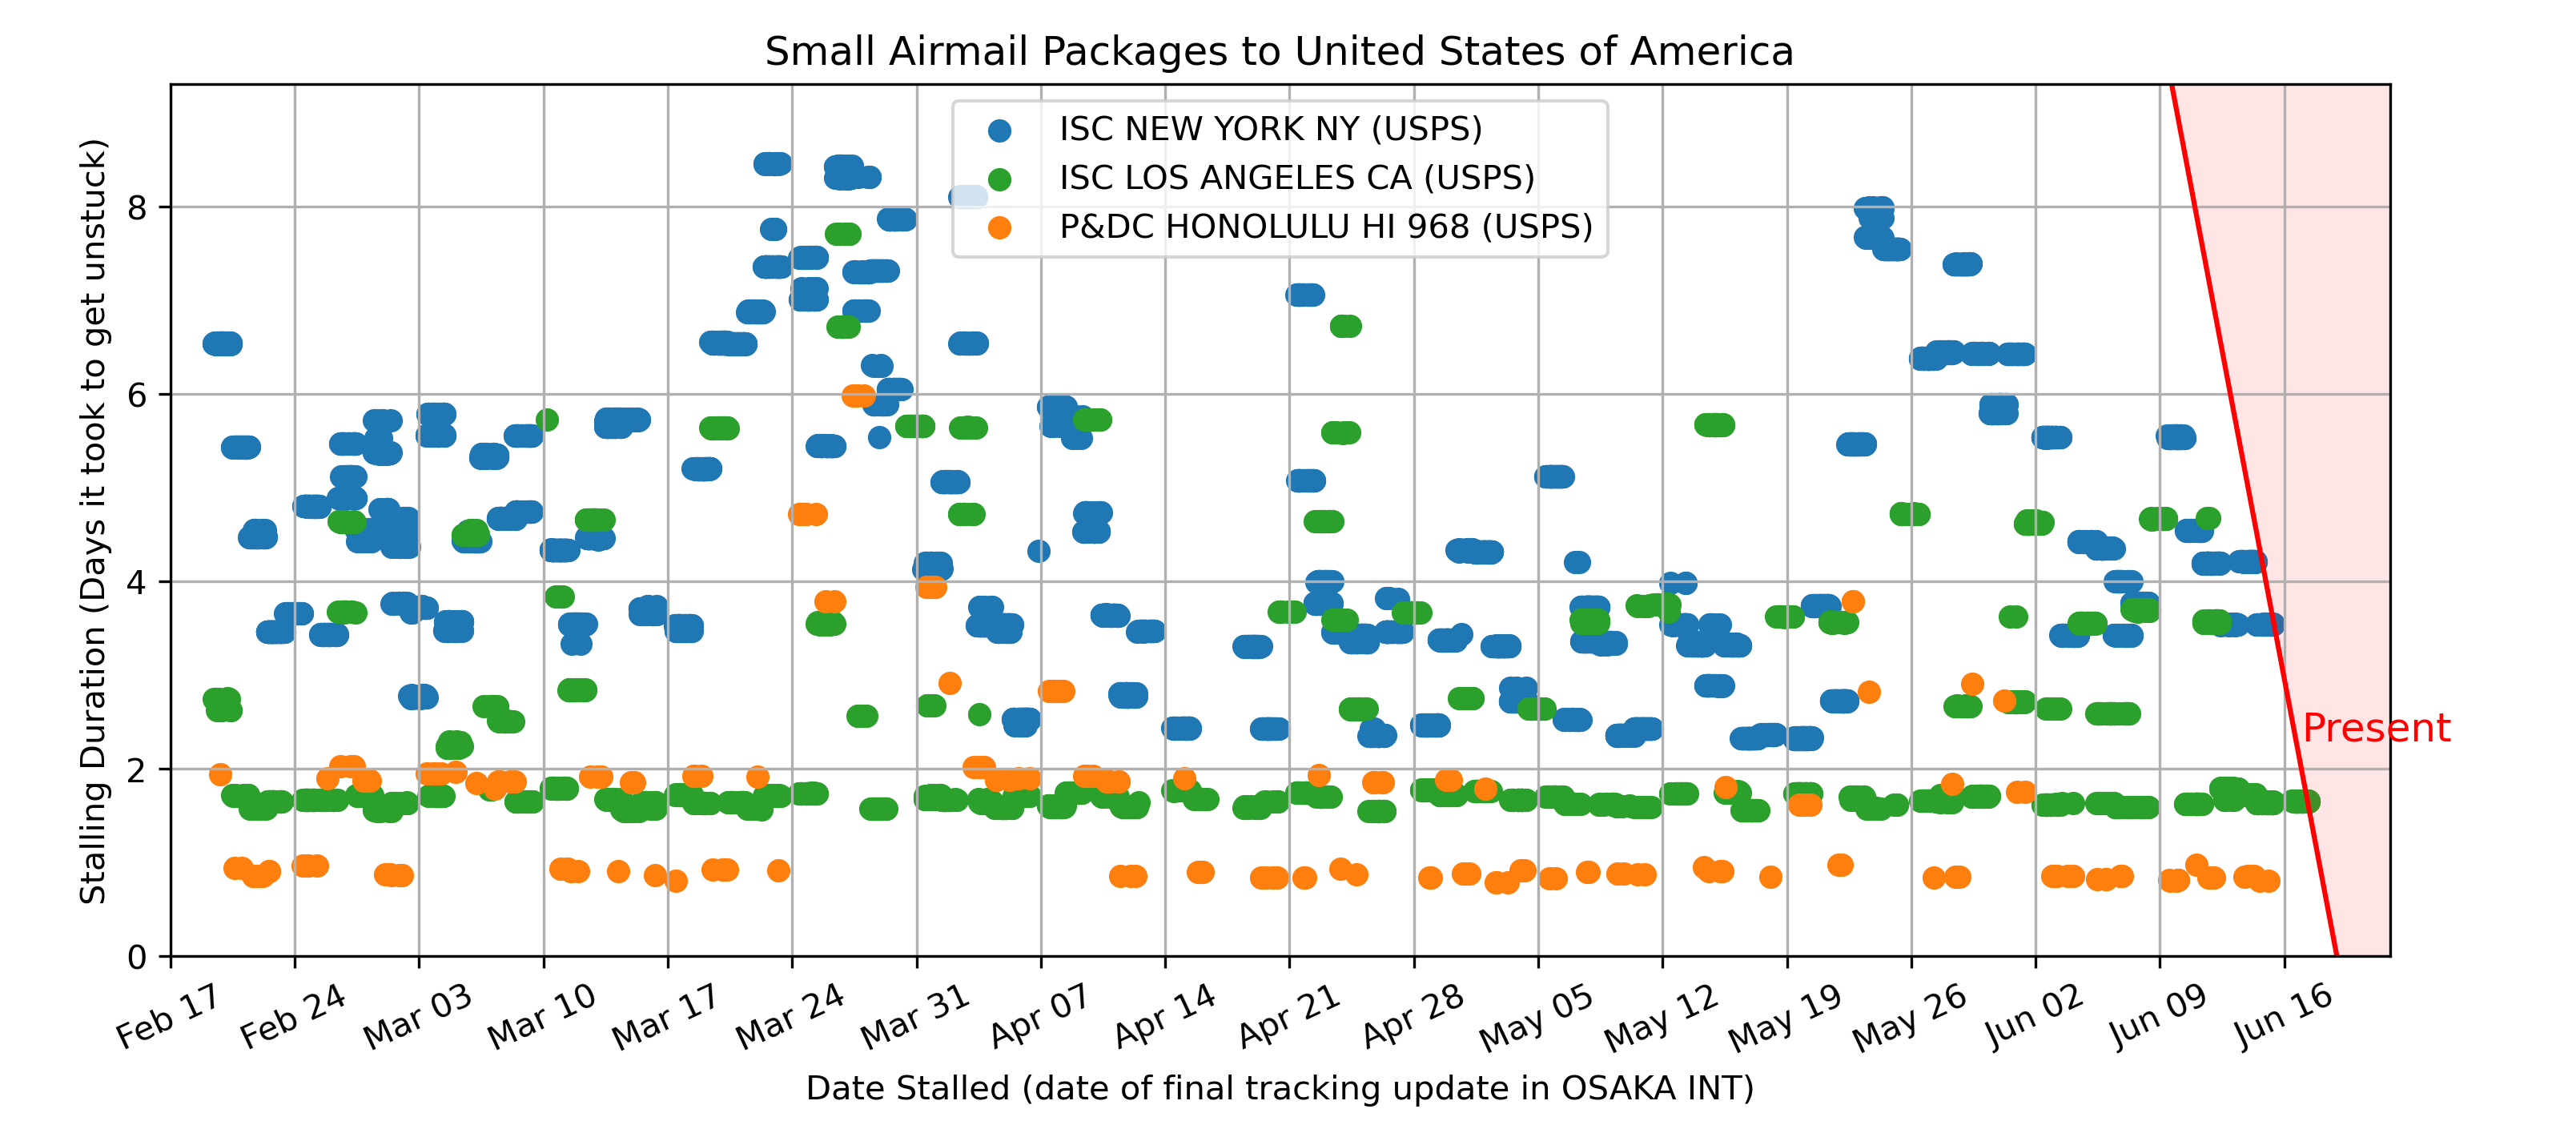 Small Airmail Packages to United States of America
ISC NEW YORK NY (USPS)
ISC LOS ANGELES CA (USPS)
P&DC HONOLULU HI 968 (USPS)
Stalling Duration (Days it took to get unstuck)
8
6
4
2
0
Present
Feb 17 Feb 24 Mar 03 Mar 10 Mar 17 Mar 24 Mar 31 Apr 07 Apr 14 Apr 21 Apr 28 May 05 May 12 May 19 May 26 Jun 02 Jun 09 Jun 16
Date Stalled (date of final tracking update in OSAKA INT)